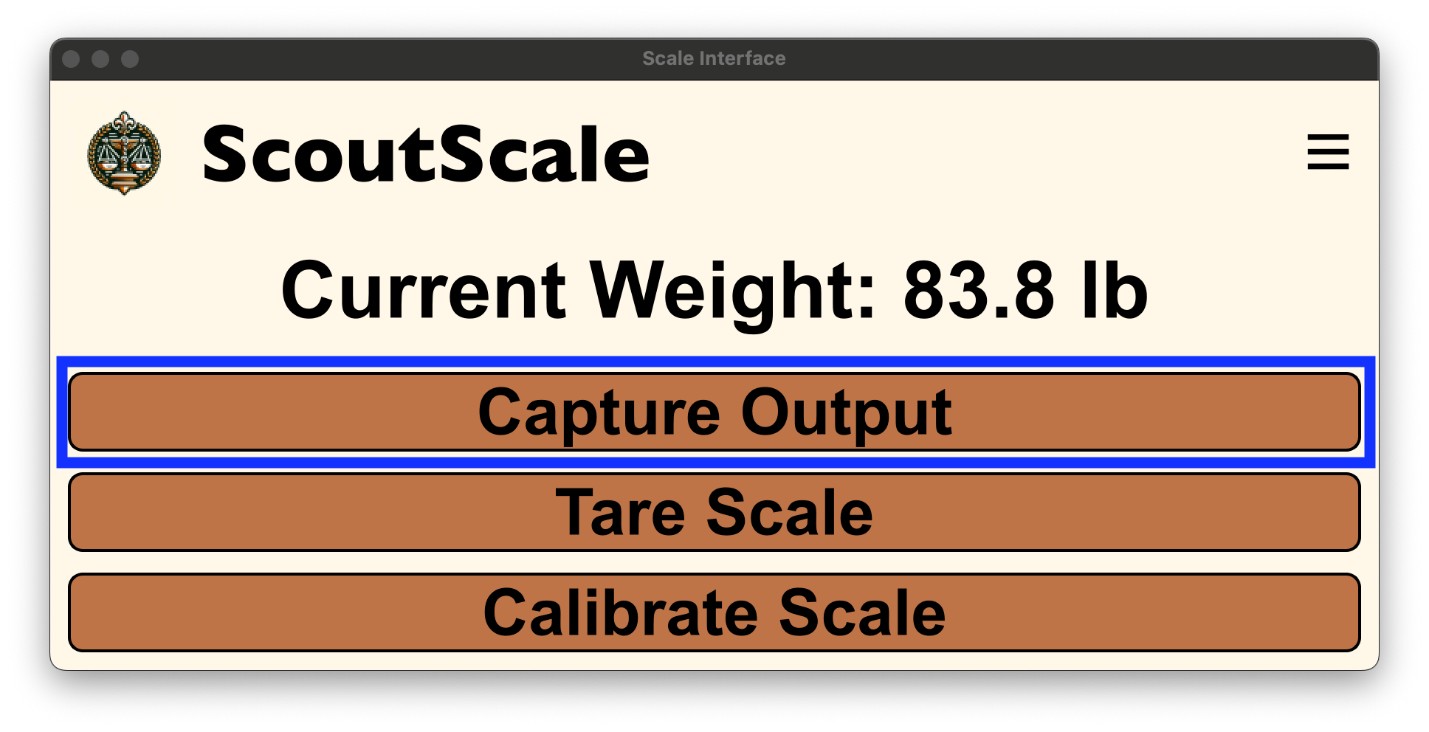 Scale Interface
ScoutScale
Current Weight: 83.8 lb
Capture Output
Tare Scale
Calibrate Scale